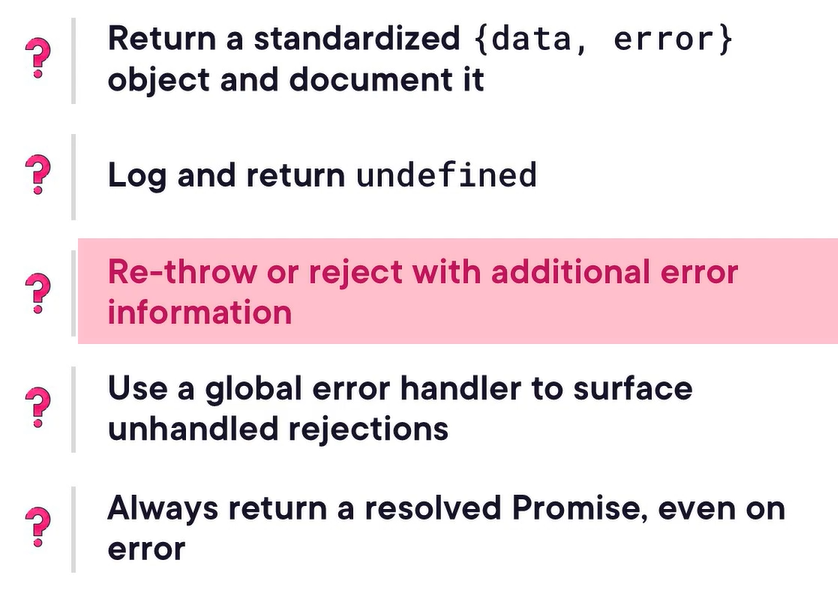 Return a standardized {data, error}
object and document it
Log and return undefined
Re-throw or reject with additional error
information
Use a global error handler to surface
unhandled rejections
Always return a resolved Promise, even on
error